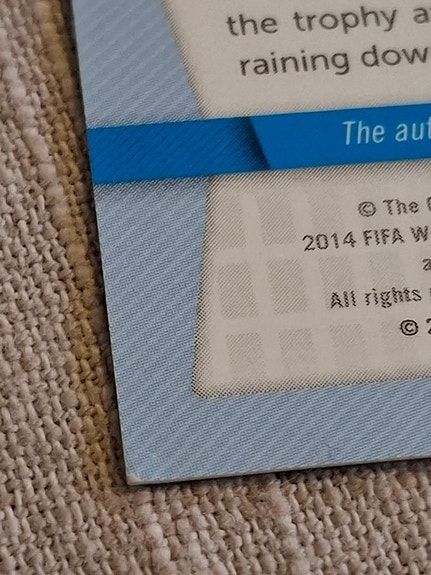 the trophy a
raining dow
The aut
© The
2014 FIFA W
a
All rights
© 2